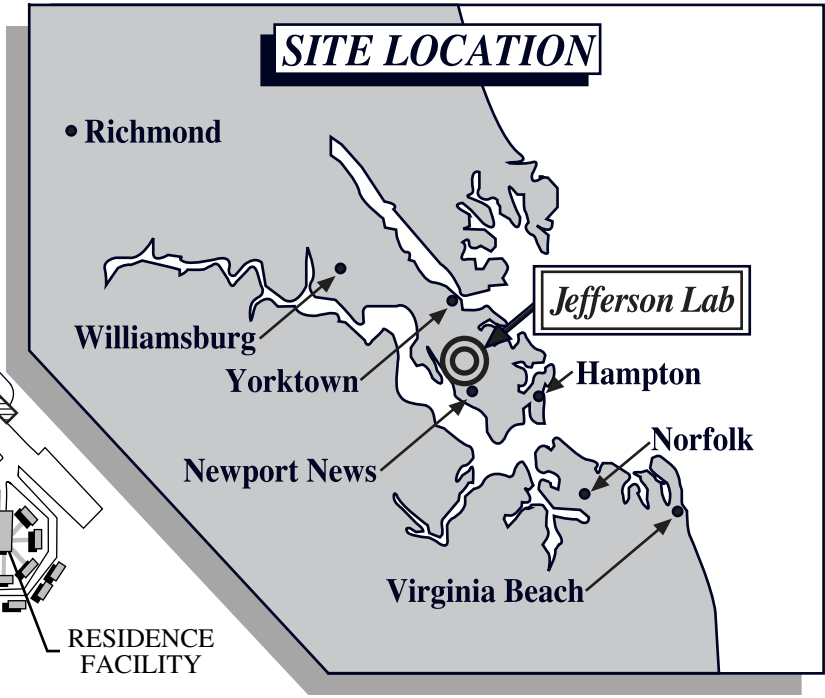 SITE LOCATION
Richmond
Jefferson Lab
Williamsburg
Yorktown
Hampton
Norfolk
Newport News
Virginia Beach
RESIDENCE
FACILITY